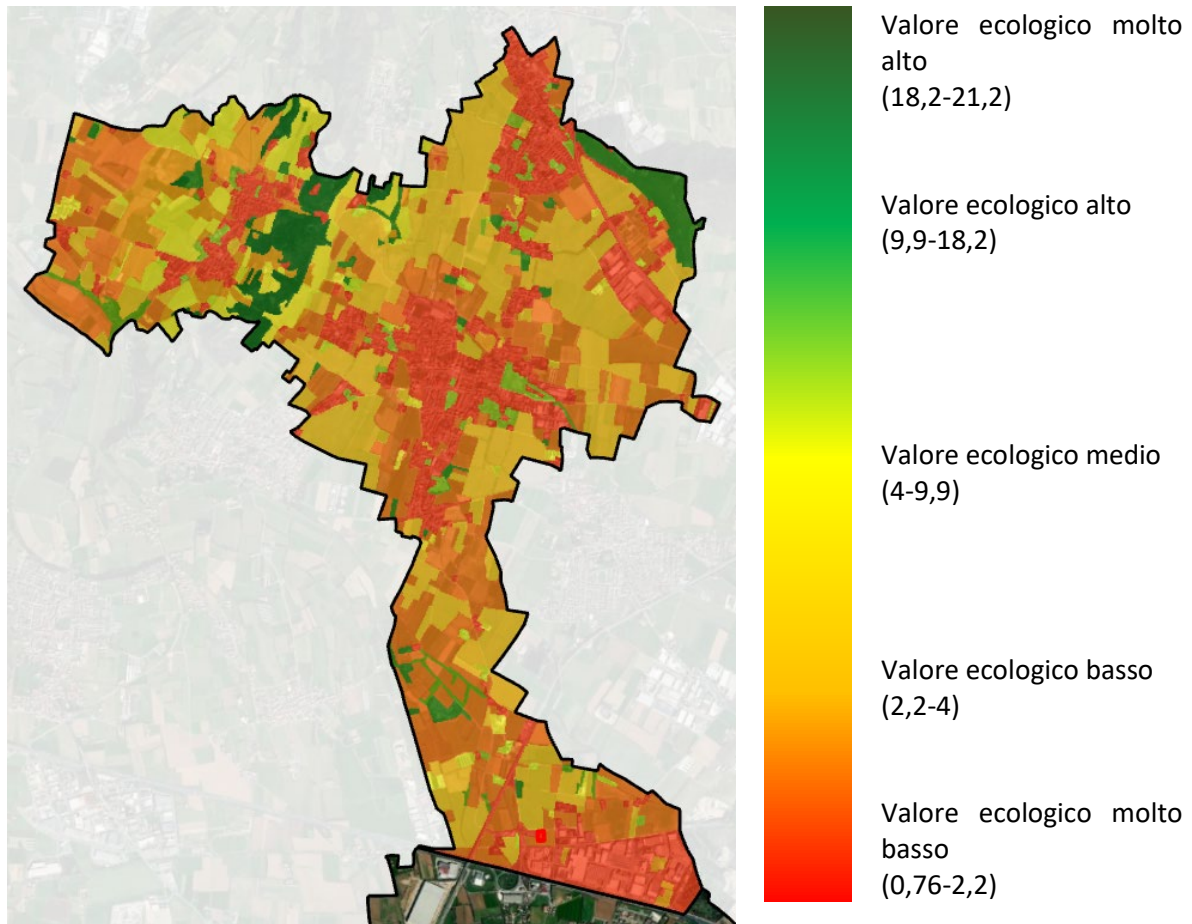 Valore ecologico molto
alto
(18,2-21,2)
Valore ecologico alto
(9,9-18,2)
Valore ecologico medio
(4-9,9)
Valore ecologico basso
(2,2-4)
Valore ecologico molto
basso
(0,76-2,2)